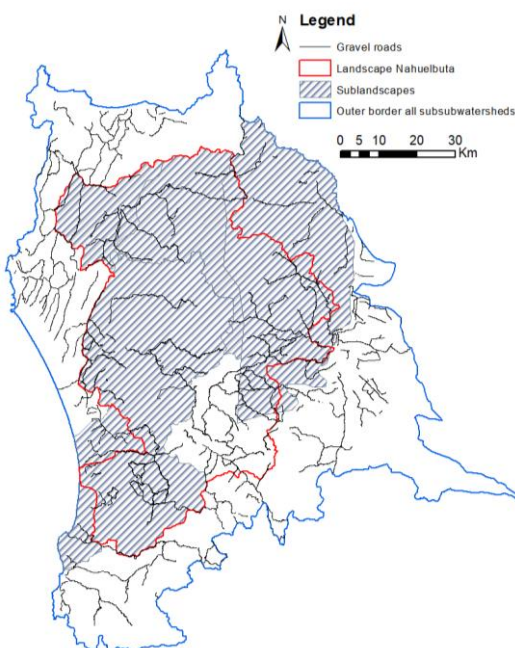 N
Legend
Gravel roads
Landscape Nahuelbuta
Sublandscapes
Outer border all subsubwatersheds
0 5 10 20 30
Km